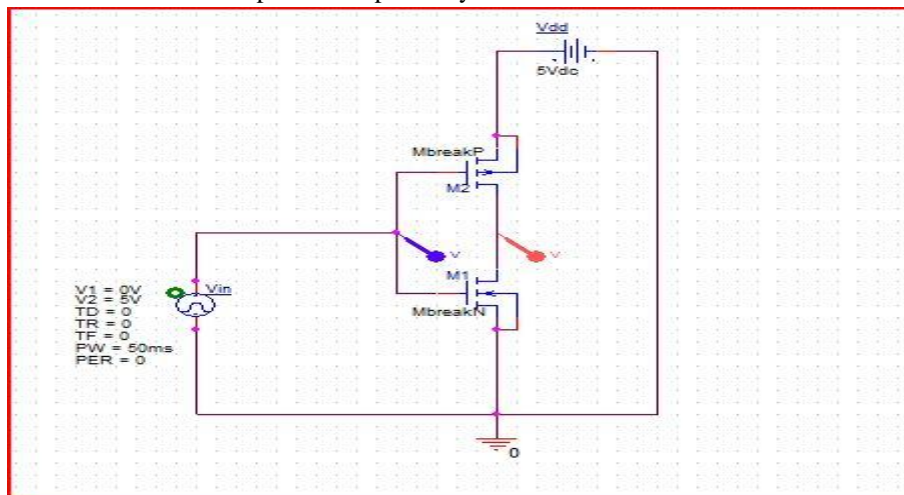 Vdd
5Vdc
MbreakP
M2
V
V
M1
MbreakN
Vin
V1 = 0V
V2 = 5V
TD = 0
TR = 0
TF = 0
PW = 50ms
PER = 0
0